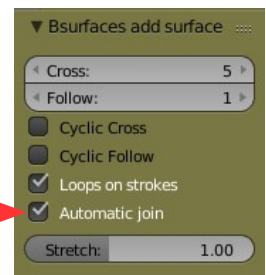 Bsurfaces add surface
Cross: 5
Follow: 1
Cyclic Cross
Cyclic Follow
Loops on strokes
Automatic join
Stretch: 1.00